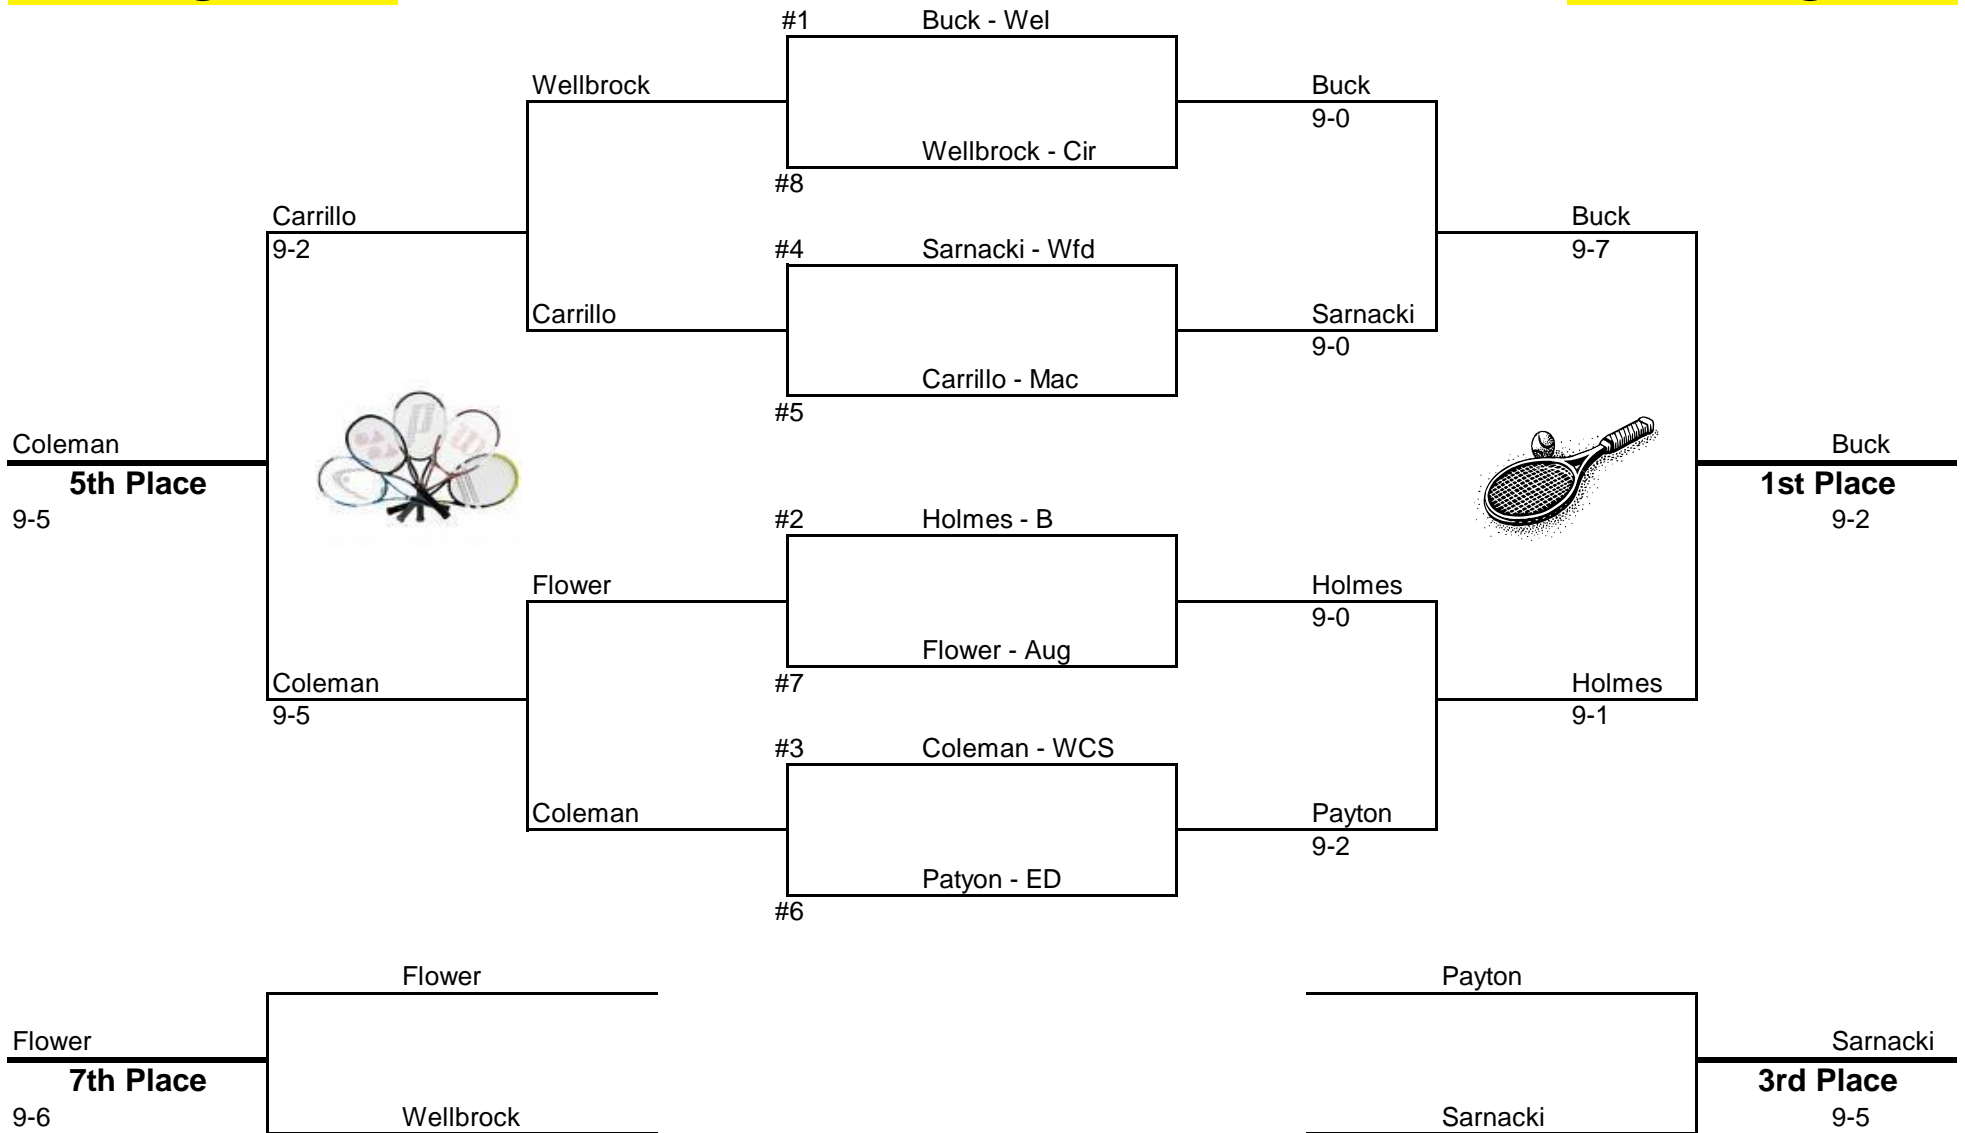 #1 Buck - Wel
Wellbrock Buck
9-0
Wellbrock - Cir
#8
Carrillo Buck
9-2 #4 Sarnacki - Wfd 9-7
Carrillo Sarnacki
9-0
Carrillo - Mac
#5
Coleman Buck
5th Place 1st Place
9-5 #2 Holmes - B 9-2
Flower Holmes
9-0
Flower - Aug
#7
Coleman Holmes
9-5 9-1
#3 Coleman - WCS
Coleman Payton
9-2
Patyon - ED
#6
Flower Payton
Flower Sarnacki
7th Place 3rd Place
9-6 Wellbrock Sarnacki 9-5